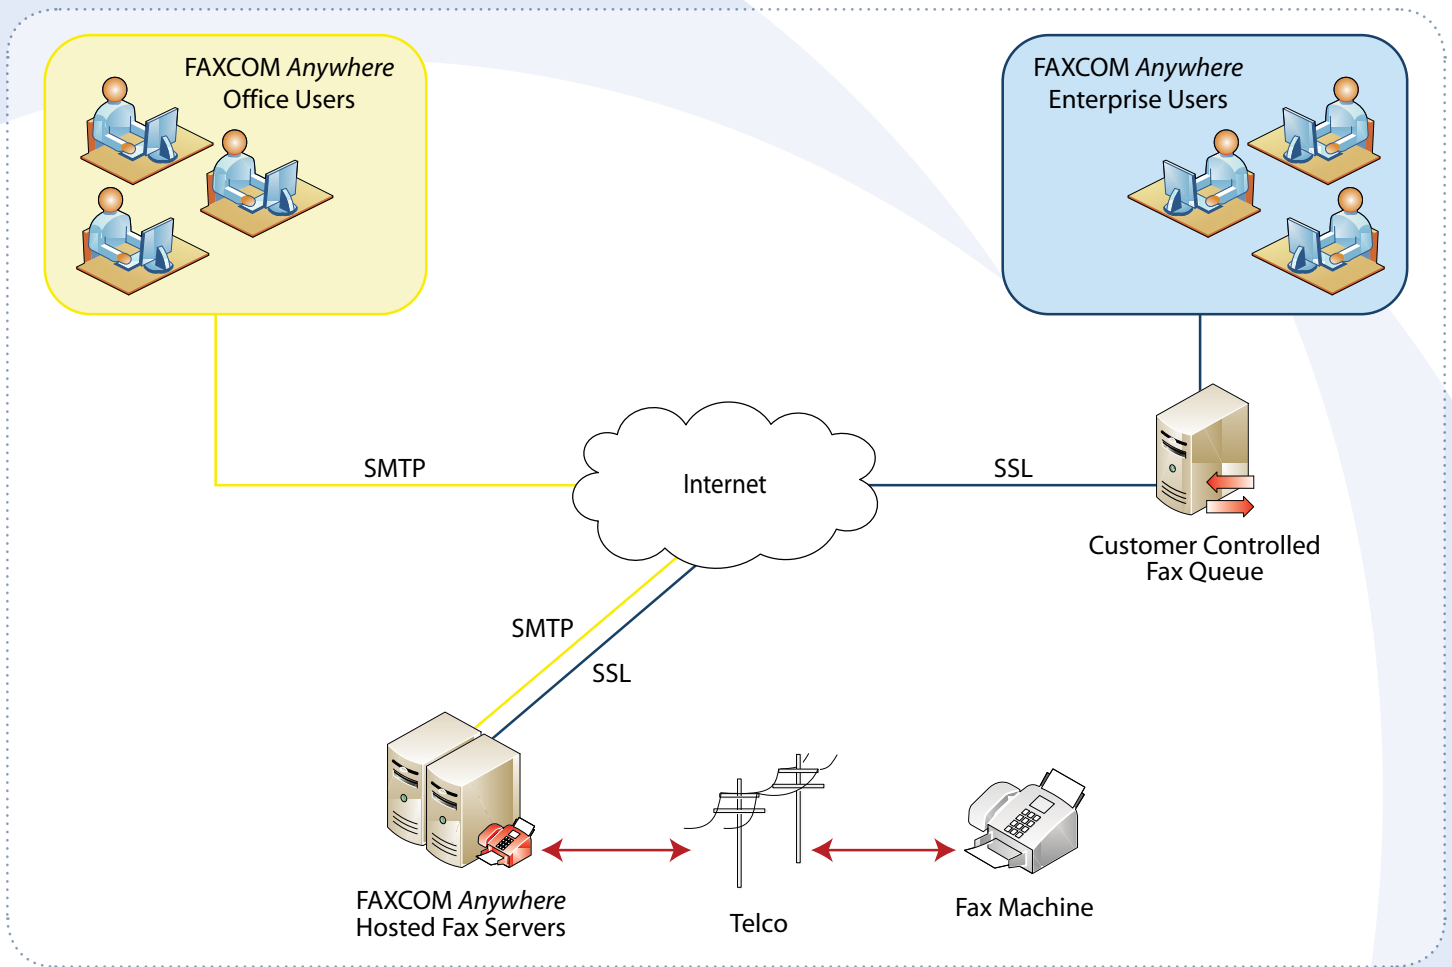 FAXCOM Anywhere
Office Users
FAXCOM Anywhere
Enterprise Users
SMTP
Internet
SSL
Customer Controlled
Fax Queue
SMTP
SSL
FAXCOM Anywhere
Hosted Fax Servers
Telco
Fax Machine